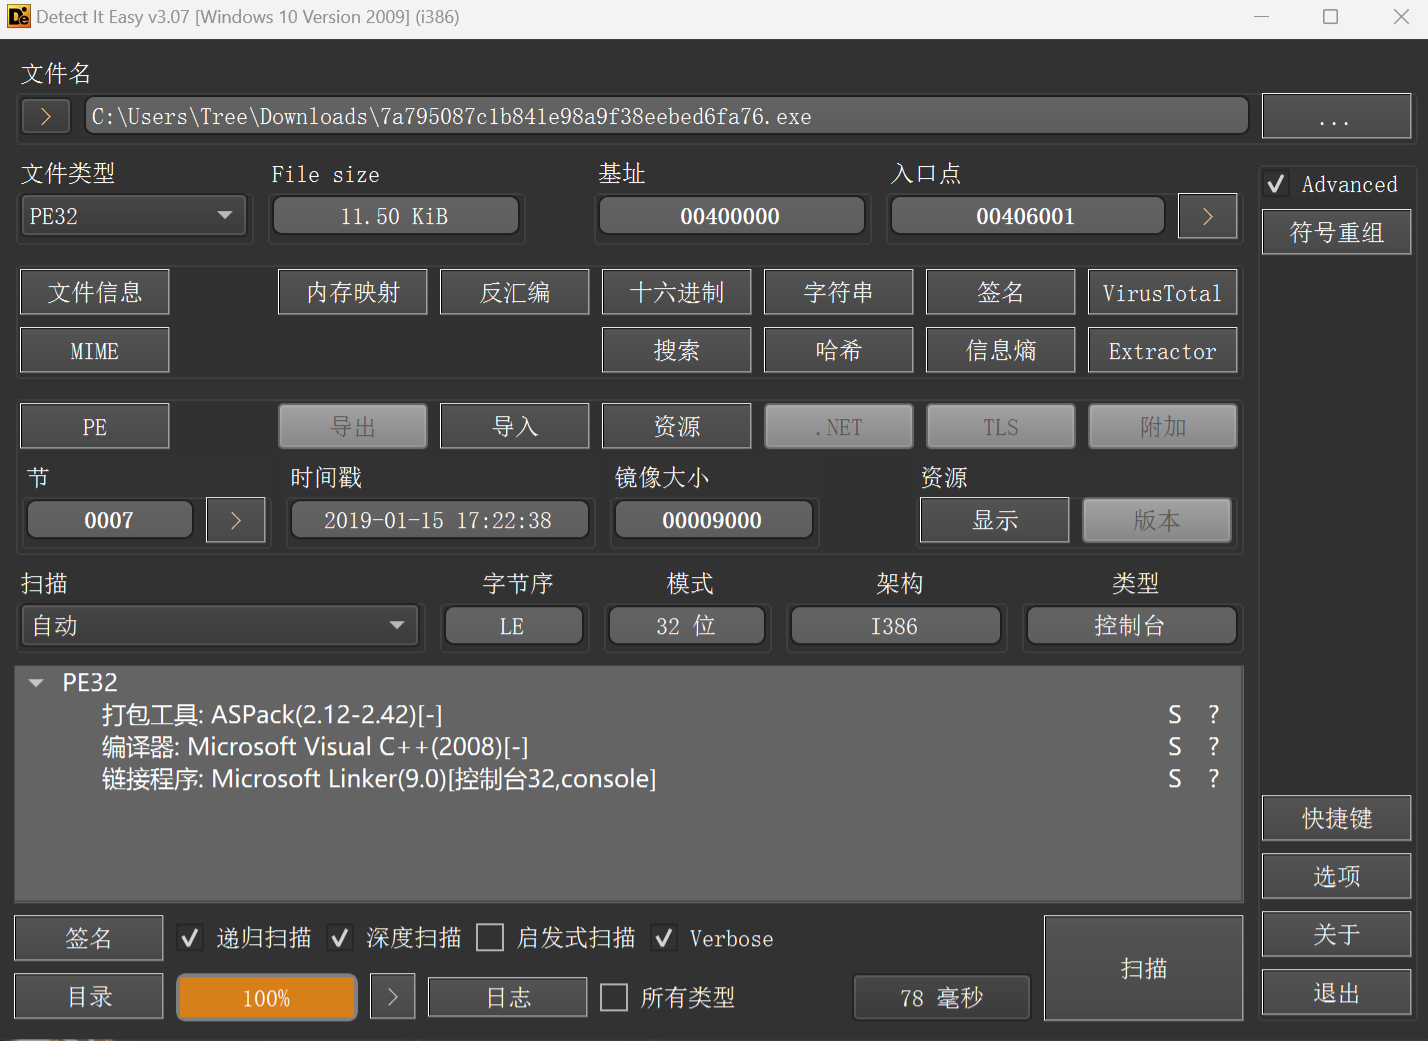 Detect It Easy v3.07 [Windows 10 Version 2009] (i386)
文件名
> C:\Users\Tree\Downloads\7a795087c1b841e98a9f38eebed6fa76.exe ...
文件类型 File size 基址 入口点 Advanced
PE32 11.50 KiB 00400000 00406001 > 符号重组
文件信息 内存映射 反汇编 十六进制 字符串 签名 VirusTotal
MIME 搜索 哈希 信息熵 Extractor
PE 导出 导入 资源 .NET TLS 附加
节 时间戳 镜像大小 资源
0007 > 2019-01-15 17:22:38 00009000 显示 版本
扫描 字节序 模式 架构 类型
自动 LE 32 位 I386 控制台
PE32
打包工具: ASPack(2.12-2.42)[-] S ?
编译器: Microsoft Visual C++(2008)[-] S ?
链接程序: Microsoft Linker(9.0)[控制台32,console] S ?
快捷键
选项
签名 递归扫描 深度扫描 启发式扫描 Verbose 扫描 关于
目录 100% > 日志 所有类型 78 毫秒 退出